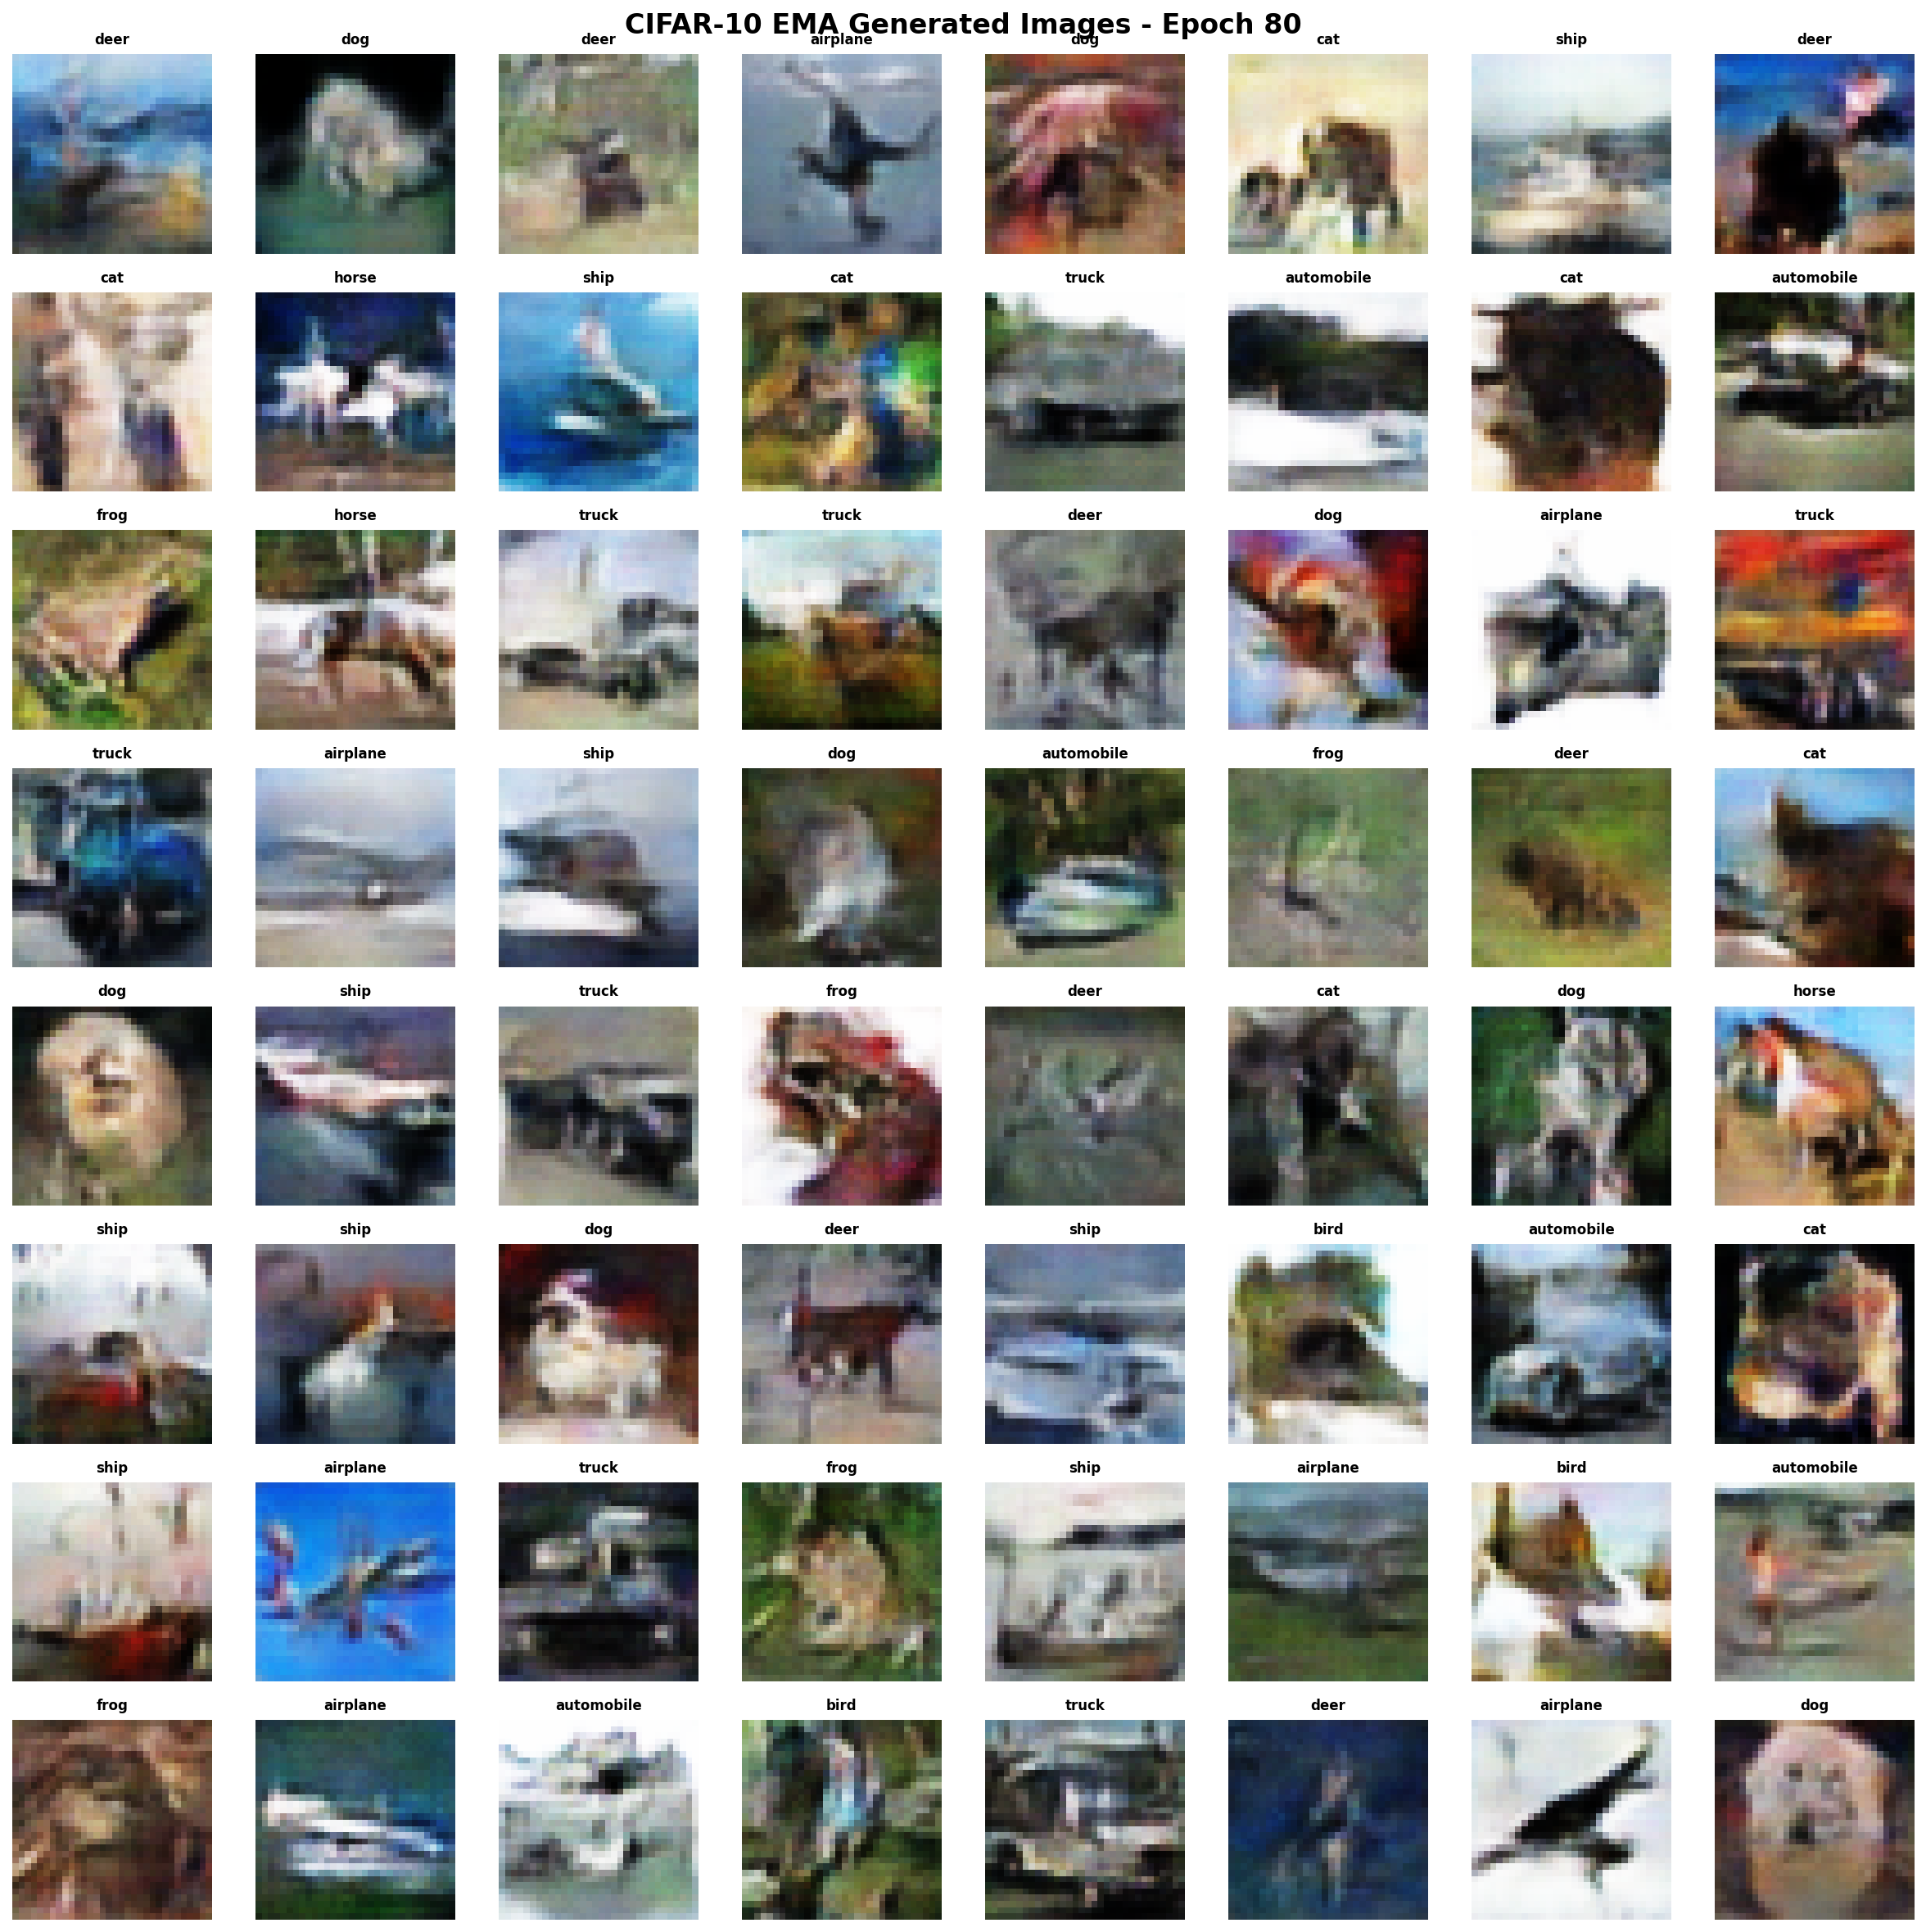 CIFAR-10 EMA Generated Images - Epoch 80
deer dog deer airplane dog cat ship deer
cat horse ship cat truck automobile cat automobile
frog horse truck truck deer dog airplane truck
truck airplane ship dog automobile frog deer cat
dog ship truck frog deer cat dog horse
ship ship dog deer ship bird automobile cat
ship airplane truck frog ship airplane bird automobile
frog airplane automobile bird truck deer airplane dog